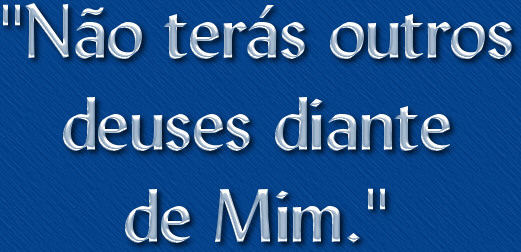 "Não terás outros
deuses diante
de Mim."